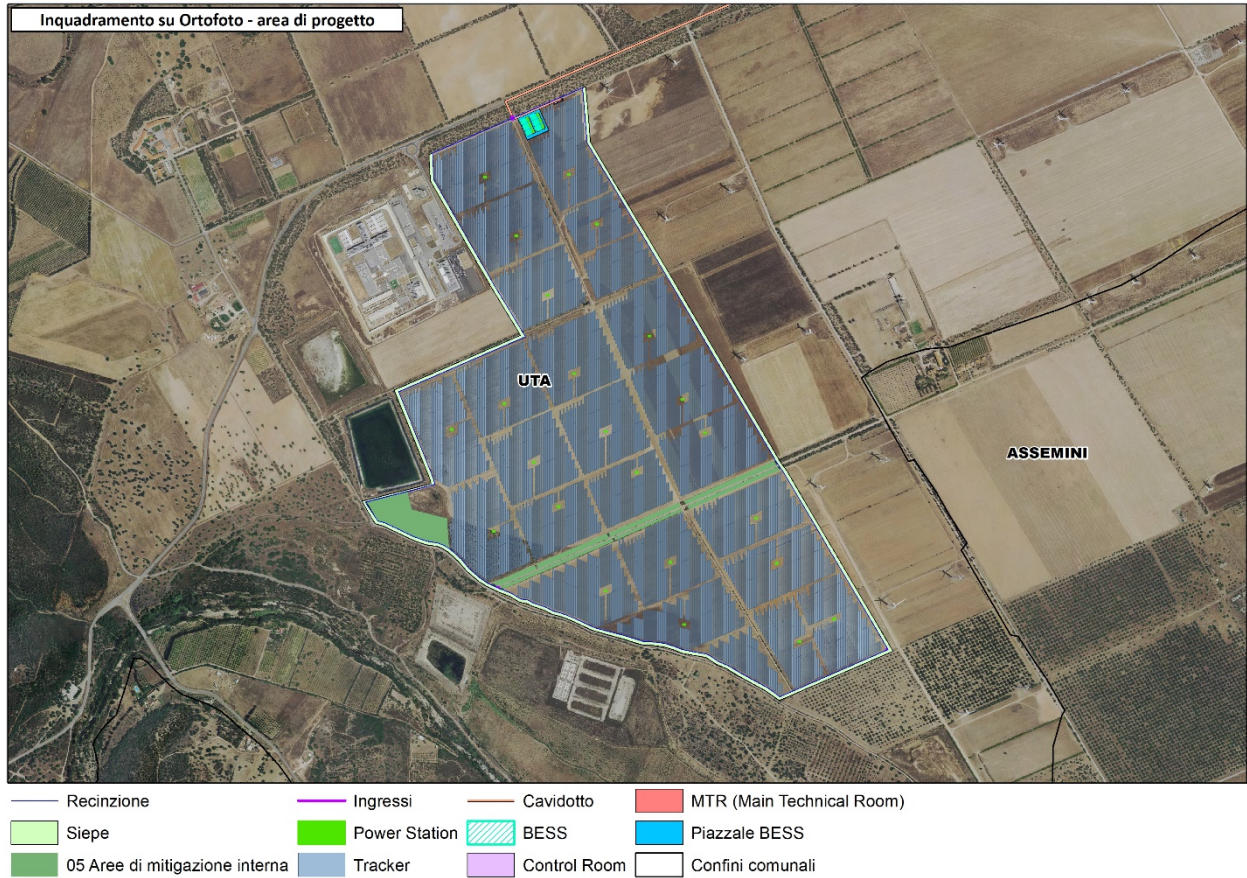 Inquadramento su Ortofoto - area di progetto
UTA
ASSEMINI
Recinzione
Ingressi
Cavidotto
MTR (Main Technical Room)
Siepe
Power Station
BESS
Piazzale BESS
05 Aree di mitigazione interna
Tracker
Control Room
Confini comunali